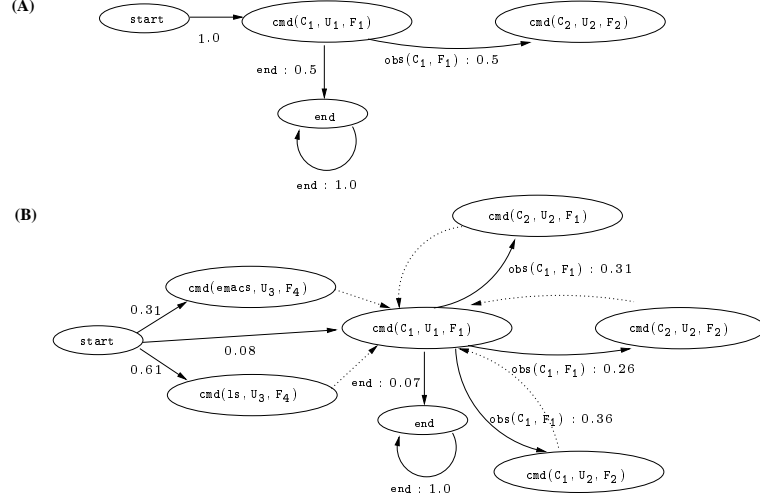 (A)
start
1.0
cmd(C₁, U₁, F₁)
cmd(C₂, U₂, F₂)
obs(C₁, F₁) : 0.5
end : 0.5
end
end : 1.0
(B)
cmd(C₂, U₂, F₁)
obs(C₁, F₁) : 0.31
cmd(emacs, U₃, F₄)
0.31
start
0.08
cmd(C₁, U₁, F₁)
cmd(C₂, U₂, F₂)
0.61
obs(C₁, F₁) : 0.26
end : 0.07
cmd(ls, U₃, F₄)
obs(C₁, F₁) : 0.36
end
cmd(C₁, U₂, F₂)
end : 1.0